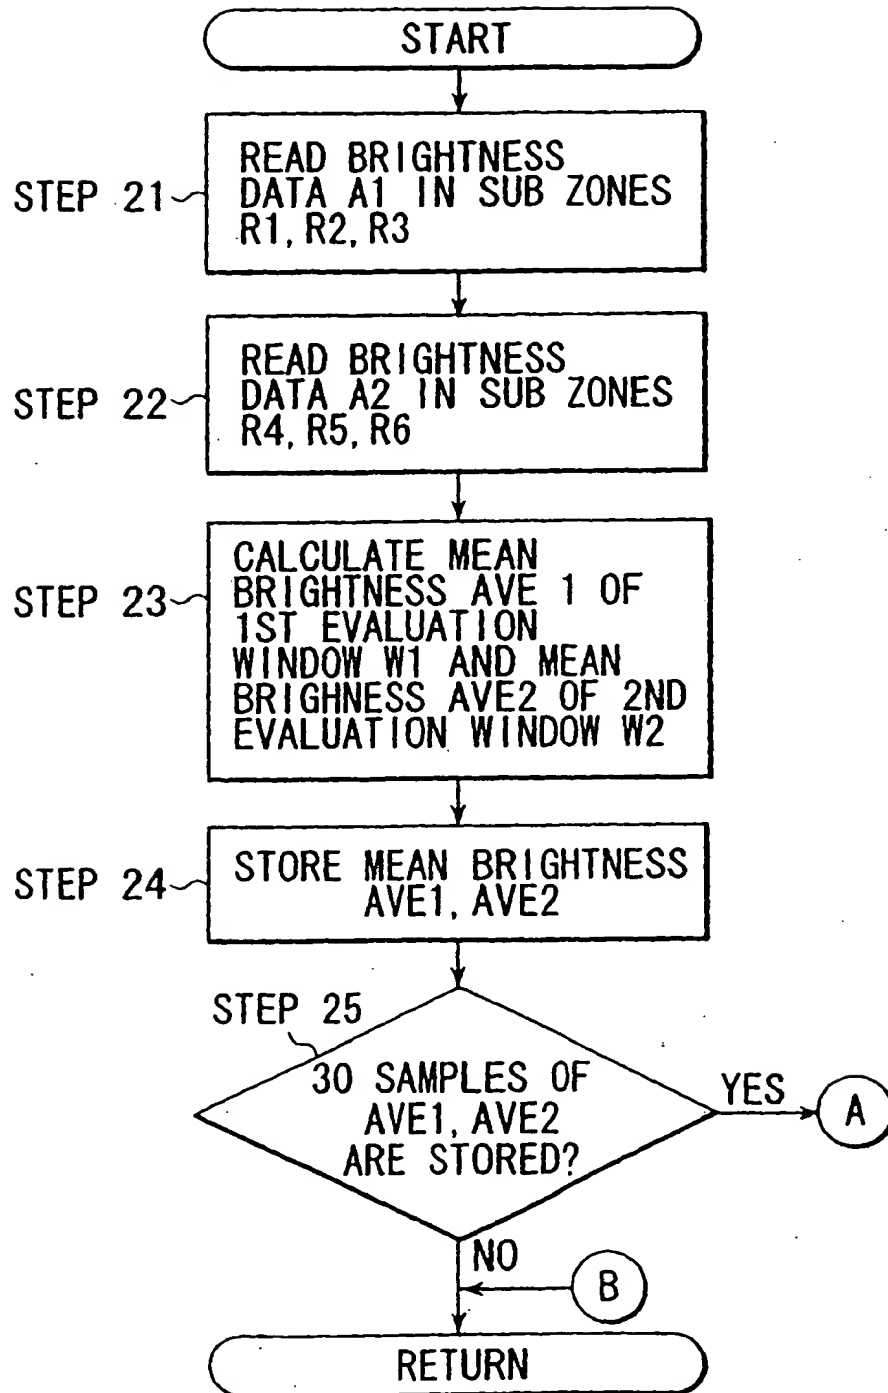 START
STEP 21
READ BRIGHTNESS
DATA A1 IN SUB ZONES
R1, R2, R3
STEP 22
READ BRIGHTNESS
DATA A2 IN SUB ZONES
R4, R5, R6
STEP 23
CALCULATE MEAN
BRIGHTNESS AVE 1 OF
1ST EVALUATION
WINDOW W1 AND MEAN
BRIGHNESS AVE2 OF 2ND
EVALUATION WINDOW W2
STEP 24
STORE MEAN BRIGHTNESS
AVE1, AVE2
STEP 25
30 SAMPLES OF
AVE1, AVE2
ARE STORED?
YES
A
NO
B
RETURN